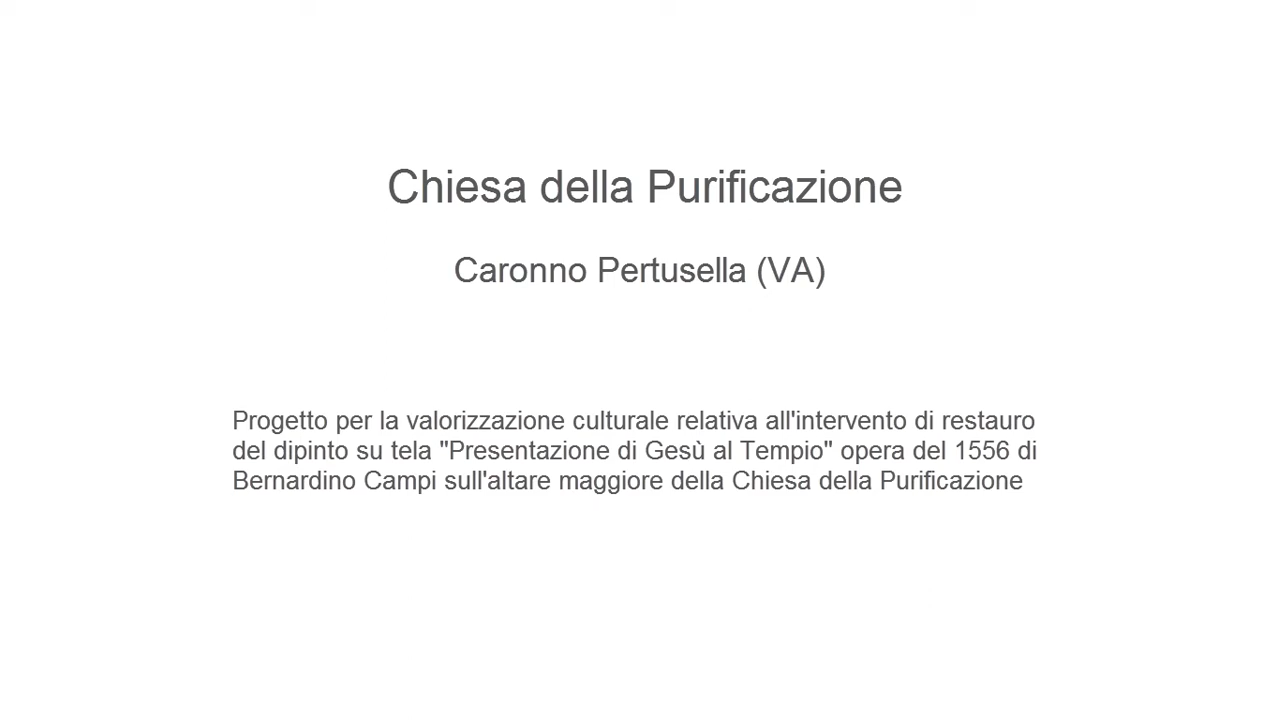 Chiesa della Purificazione
Caronno Pertusella (VA)
Progetto per la valorizzazione culturale relativa all'intervento di restauro
del dipinto su tela "Presentazione di Gesù al Tempio" opera del 1556 di
Bernardino Campi sull'altare maggiore della Chiesa della Purificazione